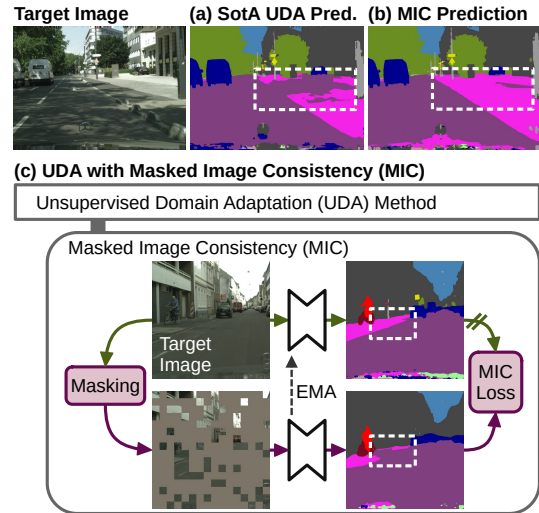 Target Image
(a) SotA UDA Pred.
(b) MIC Prediction
(c) UDA with Masked Image Consistency (MIC)
Unsupervised Domain Adaptation (UDA) Method
Masked Image Consistency (MIC)
Target
Image
Masking
EMA
MIC
Loss